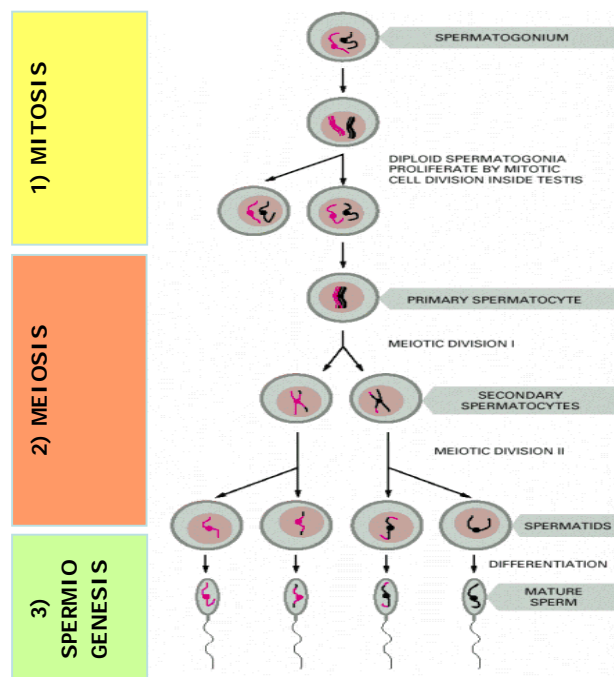 1) MITOSIS
SPERMATOGONIUM
DIPLOID SPERMATOGONIA
PROLIFERATE BY MITOTIC
CELL DIVISION INSIDE TESTIS
2) MEIOSIS
PRIMARY SPERMATOCYTE
MEIOTIC DIVISION I
SECONDARY
SPERMATOCYTES
MEIOTIC DIVISION II
SPERMATIDS
3)
SPERMIO
GENESIS
DIFFERENTIATION
MATURE
SPERM